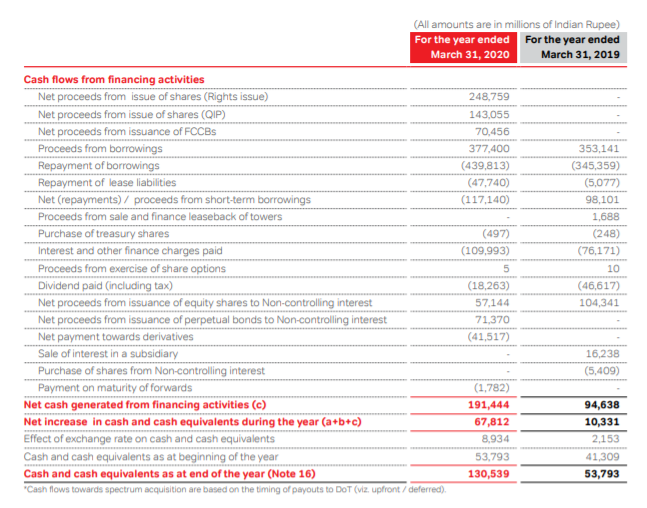 (All amounts are in millions of Indian Rupee)
For the year ended For the year ended
March 31, 2020 March 31, 2019
Cash flows from financing activities
Net proceeds from issue of shares (Rights issue) 248,759 -
Net proceeds from issue of shares (QIP) 143,055 -
Net proceeds from issuance of FCCBs 70,456 -
Proceeds from borrowings 377,400 353,141
Repayment of borrowings (439,813) (345,359)
Repayment of lease liabilities (47,740) (5,077)
Net (repayments) / proceeds from short-term borrowings (117,140) 98,101
Proceeds from sale and finance leaseback of towers - 1,688
Purchase of treasury shares (497) (248)
Interest and other finance charges paid (109,993) (76,171)
Proceeds from exercise of share options 5 10
Dividend paid (including tax) (18,263) (46,617)
Net proceeds from issuance of equity shares to Non-controlling interest 57,144 104,341
Net proceeds from issuance of perpetual bonds to Non-controlling interest 71,370 -
Net payment towards derivatives (41,517) -
Sale of interest in a subsidiary - 16,238
Purchase of shares from Non-controlling interest - (5,409)
Payment on maturity of forwards (1,782) -
Net cash generated from financing activities (c) 191,444 94,638
Net increase in cash and cash equivalents during the year (a+b+c) 67,812 10,331
Effect of exchange rate on cash and cash equivalents 8,934 2,153
Cash and cash equivalents as at beginning of the year 53,793 41,309
Cash and cash equivalents as at end of the year (Note 16) 130,539 53,793
*Cash flows towards spectrum acquisition are based on the timing of payouts to DoT (viz. upfront / deferred).